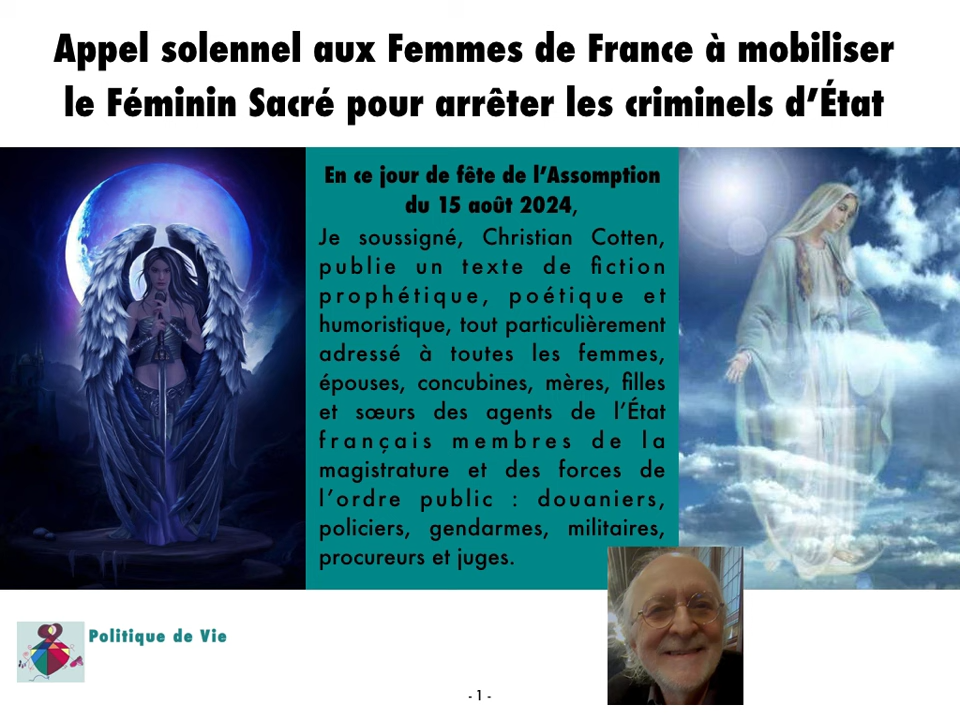 Appel solennel aux Femmes de France à mobiliser
le Féminin Sacré pour arrêter les criminels d’État
En ce jour de fête de l’Assomption
du 15 août 2024,
Je soussigné, Christian Cotten,
publie un texte de fiction
prophétique, poétique et
humoristique, tout particulièrement
adressé à toutes les femmes,
épouses, concubines, mères, filles
et sœurs des agents de l’État
français membres de la
magistrature et des forces de
l’ordre public : douaniers,
policiers, gendarmes, militaires,
procureurs et juges.
Politique de Vie
- 1 -